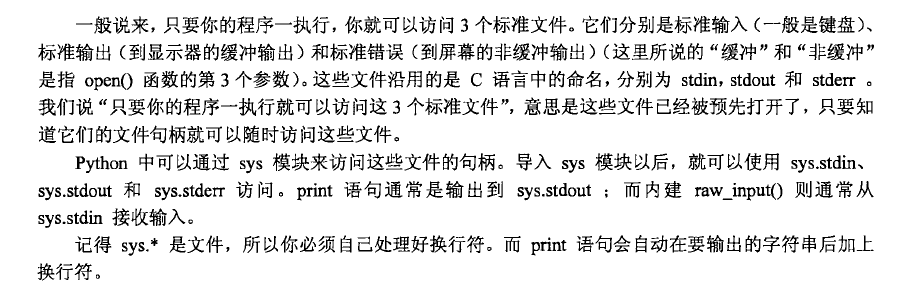 一般说来，只要你的程序一执行，你就可以访问 3 个标准文件。它们分别是标准输入（一般是键盘）、
标准输出（到显示器的缓冲输出）和标准错误（到屏幕的非缓冲输出）（这里所说的“缓冲”和“非缓冲”
是指 open() 函数的第 3 个参数）。这些文件沿用的是 C 语言中的命名，分别为 stdin，stdout 和 stderr 。
我们说“只要你的程序一执行就可以访问这 3 个标准文件”，意思是这些文件已经被预先打开了，只要知
道它们的文件句柄就可以随时访问这些文件。
Python 中可以通过 sys 模块来访问这些文件的句柄。导入 sys 模块以后，就可以使用 sys.stdin、
sys.stdout 和 sys.stderr 访问。print 语句通常是输出到 sys.stdout ；而内建 raw_input() 则通常从
sys.stdin 接收输入。
记得 sys.* 是文件，所以你必须自己处理好换行符。而 print 语句会自动在要输出的字符串后加上
换行符。